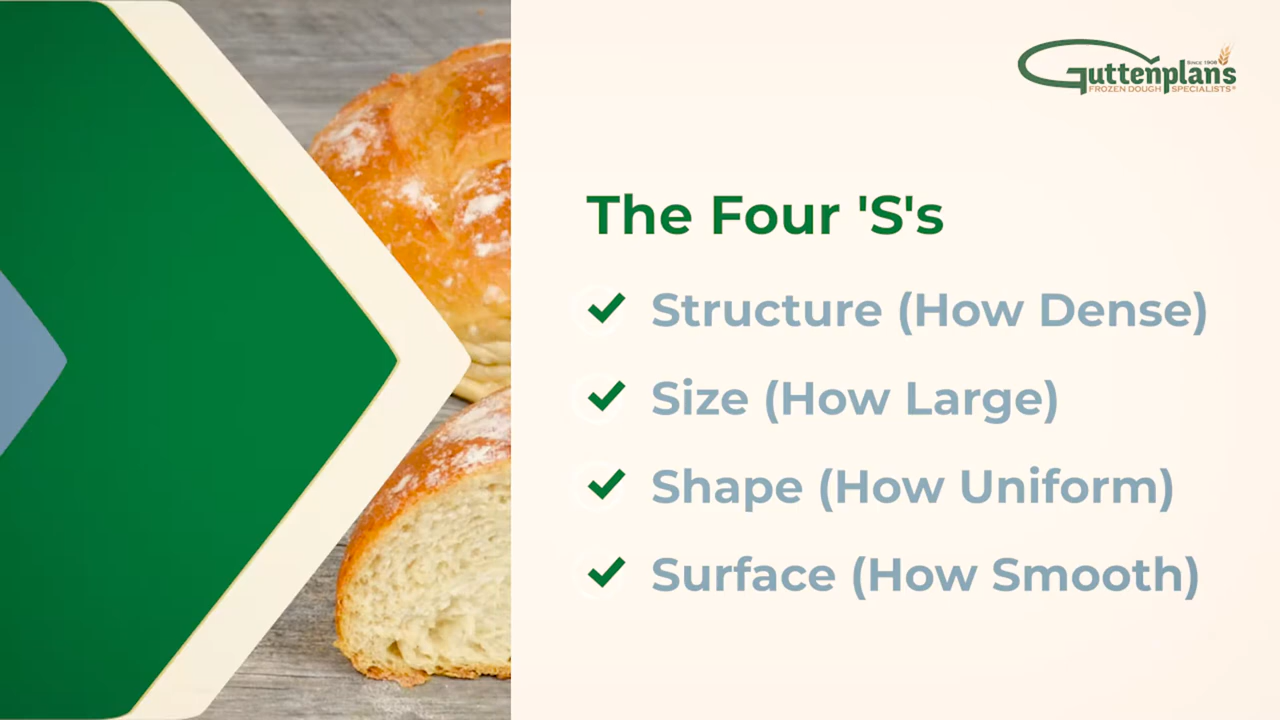 Since 1908
Guttenplan's
FROZEN DOUGH SPECIALISTS®
The Four 'S's
Structure (How Dense)
Size (How Large)
Shape (How Uniform)
Surface (How Smooth)